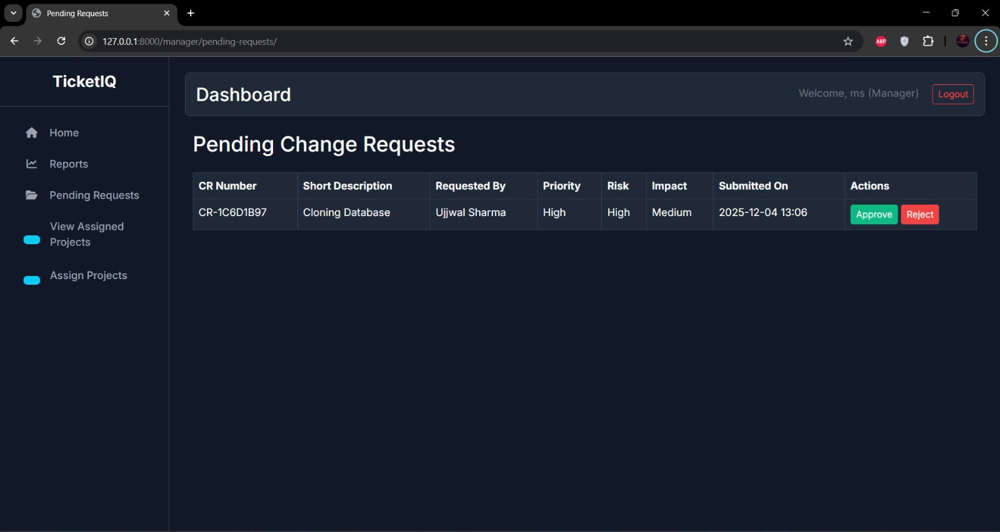 Pending Requests
127.0.0.1:8000/manager/pending-requests/
ABP
TicketIQ
Home
Reports
Pending Requests
View Assigned
Projects
Assign Projects
Dashboard
Welcome, ms (Manager)
Logout
Pending Change Requests
CR Number Short Description Requested By Priority Risk Impact Submitted On Actions
CR-1C6D1B97 Cloning Database Ujjwal Sharma High High Medium 2025-12-04 13:06 Approve Reject